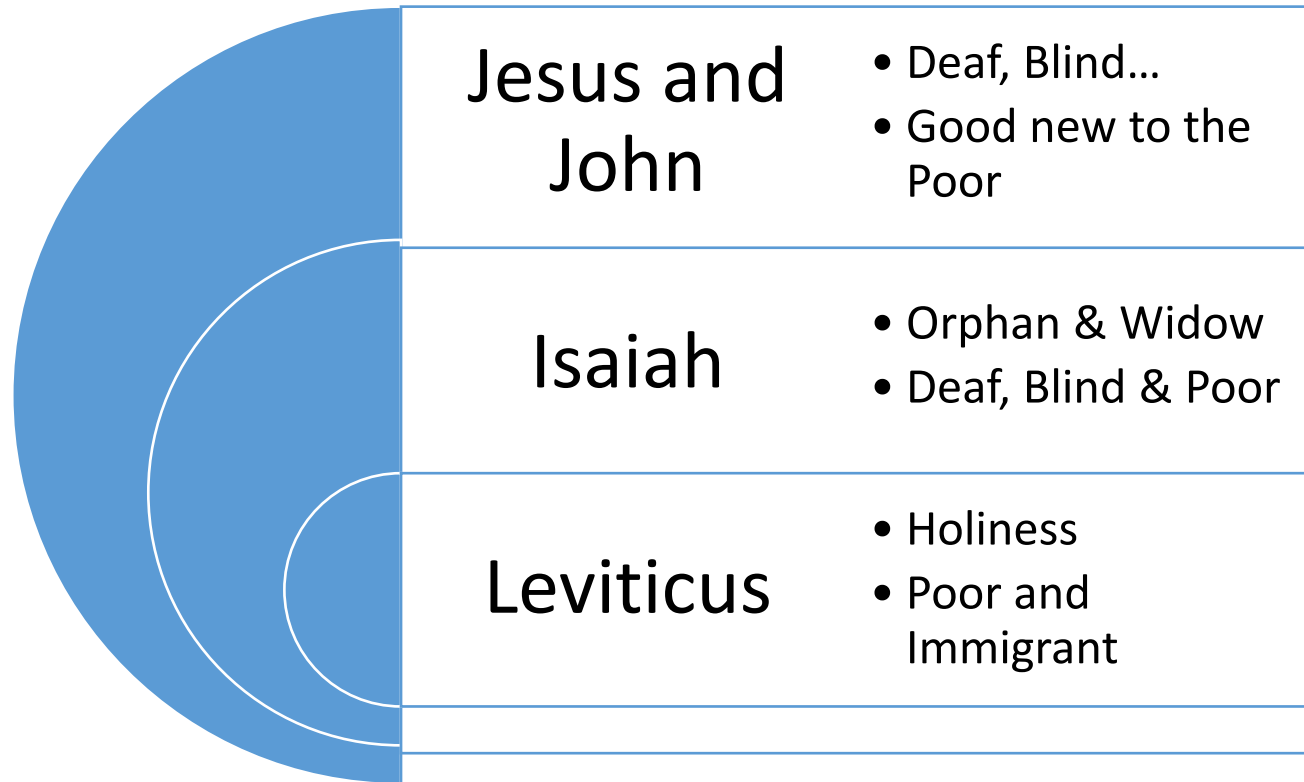 Jesus and
John
• Deaf, Blind…
• Good new to the
Poor
Isaiah
• Orphan & Widow
• Deaf, Blind & Poor
Leviticus
• Holiness
• Poor and
Immigrant